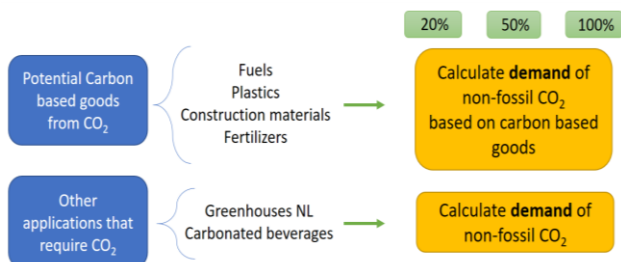 20% 50% 100%
Potential Carbon
based goods
from CO₂
Fuels
Plastics
Construction materials
Fertilizers
Calculate demand of
non-fossil CO₂
based on carbon based
goods
Other
applications that
require CO₂
Greenhouses NL
Carbonated beverages
Calculate demand of
non-fossil CO₂